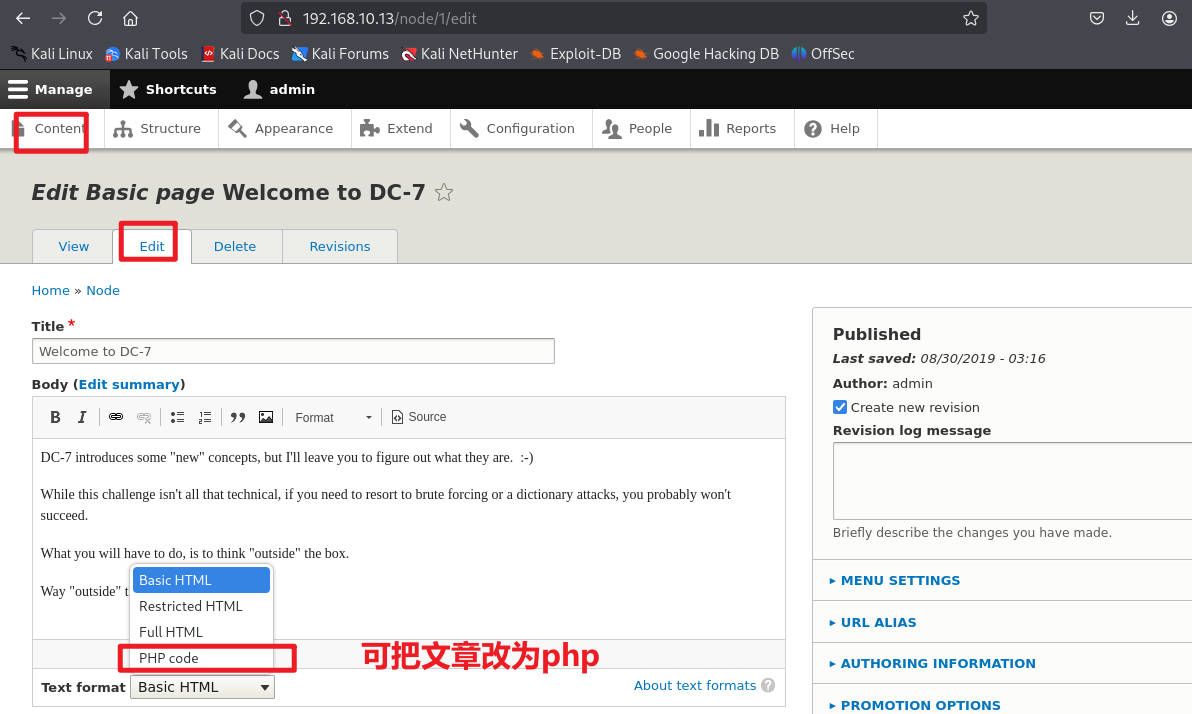 192.168.10.13/node/1/edit
Kali Linux Kali Tools Kali Docs Kali Forums Kali NetHunter Exploit-DB Google Hacking DB OffSec
Manage Shortcuts admin
Content Structure Appearance Extend Configuration People Reports Help
Edit Basic page Welcome to DC-7
View Edit Delete Revisions
Home » Node
Title *
Welcome to DC-7
Body (Edit summary)
B I Format Source
DC-7 introduces some "new" concepts, but I'll leave you to figure out what they are.  :-)
While this challenge isn't all that technical, if you need to resort to brute forcing or a dictionary attacks, you probably won't
succeed.
What you will have to do, is to think "outside" the box.
Way "outside" t
Basic HTML
Restricted HTML
Full HTML
PHP code
可把文章改为php
Text format Basic HTML
About text formats ?
Published
Last saved: 08/30/2019 - 03:16
Author: admin
Create new revision
Revision log message
Briefly describe the changes you have made.
MENU SETTINGS
URL ALIAS
AUTHORING INFORMATION
PROMOTION OPTIONS